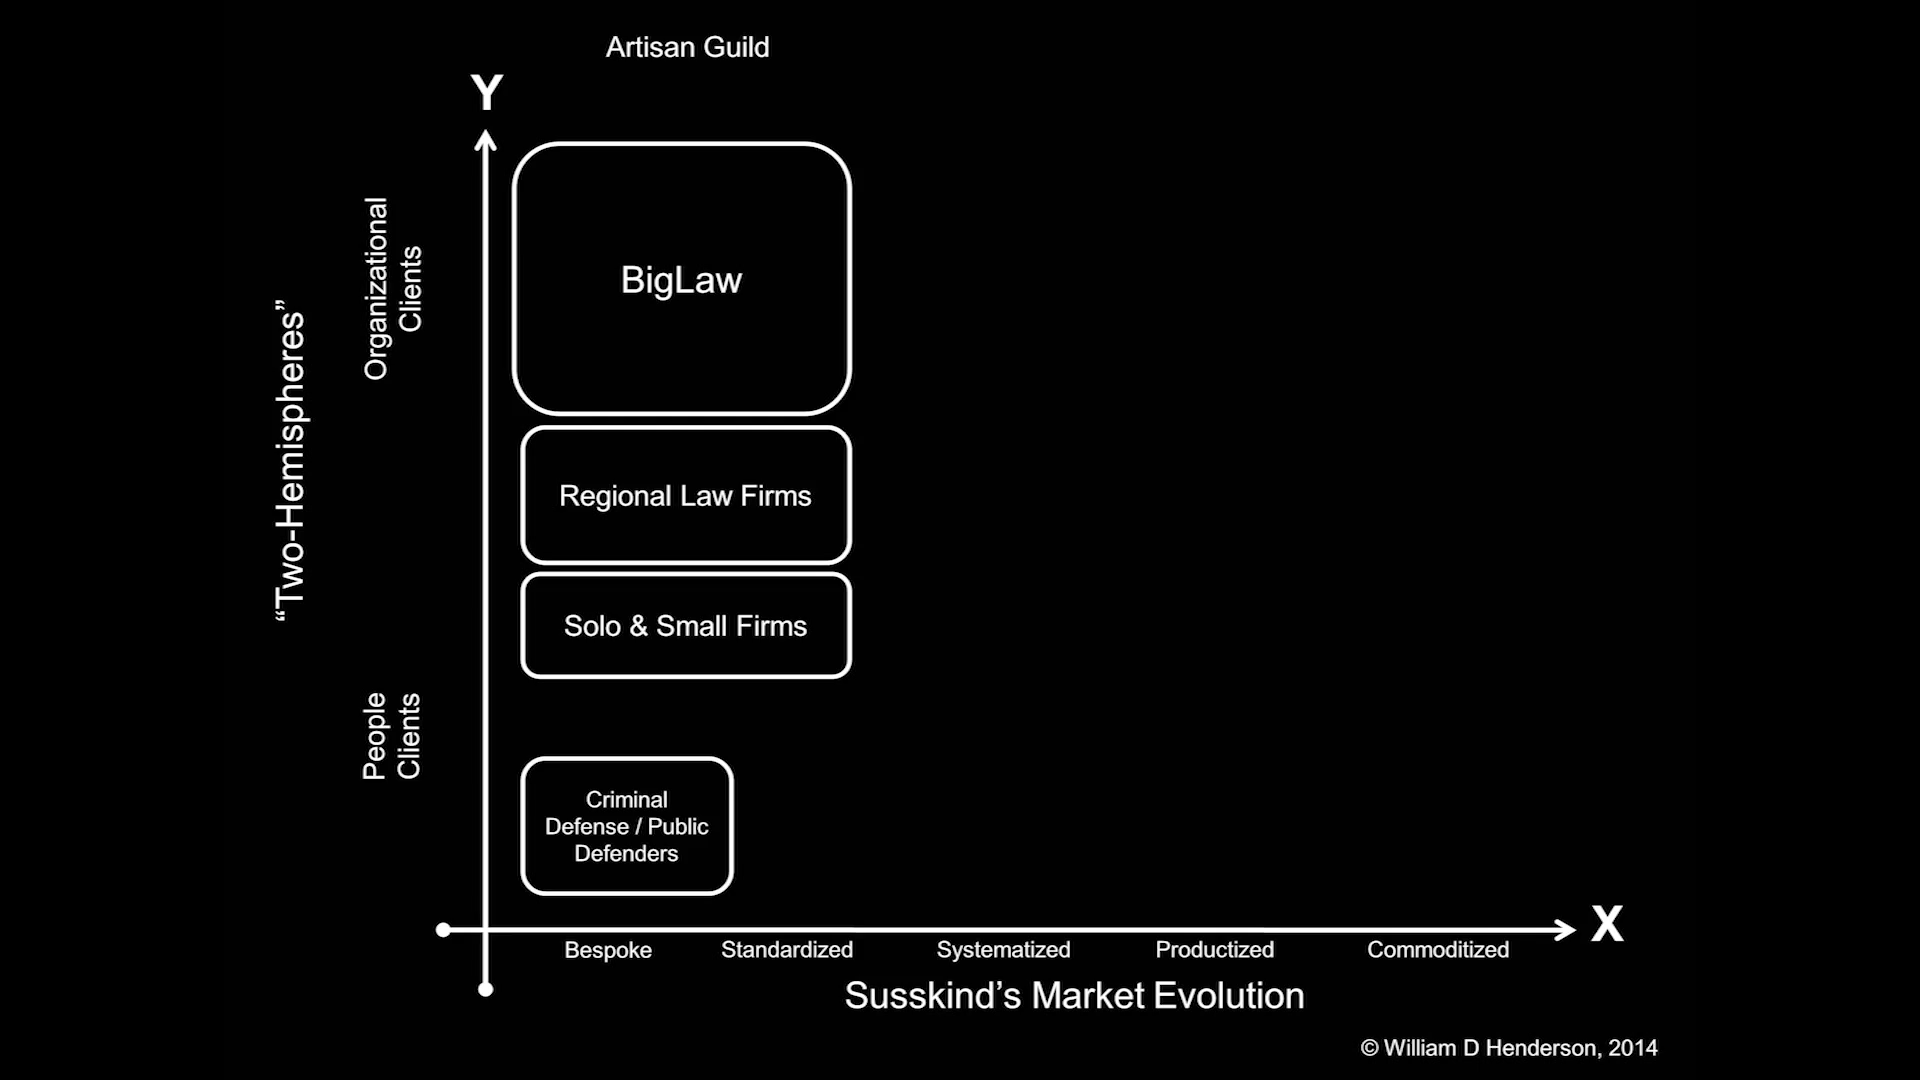 Artisan Guild
Y
Organizational
Clients
“Two-Hemispheres”
People
Clients
BigLaw
Regional Law Firms
Solo & Small Firms
Criminal
Defense / Public
Defenders
X
Bespoke
Standardized
Systematized
Productized
Commoditized
Susskind’s Market Evolution
© William D Henderson, 2014